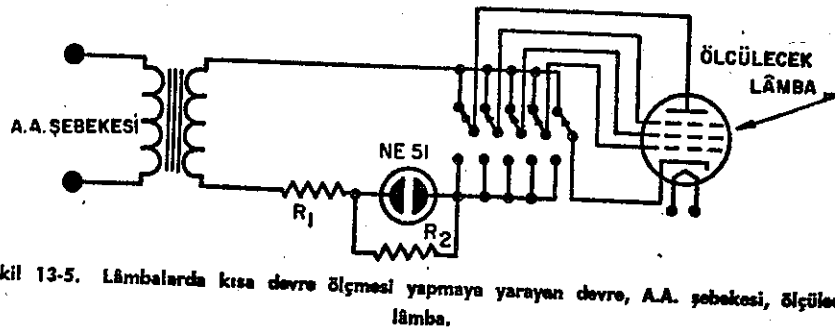 ÖLCÜLECEK
LÂMBA
A.A. ŞEBEKESİ
NE 51
R1
R2
kil 13-5. Lâmbalarda kısa devre ölçmesi yapmaya yarayan devre, A.A. şebekesi, ölçüle
lâmba.